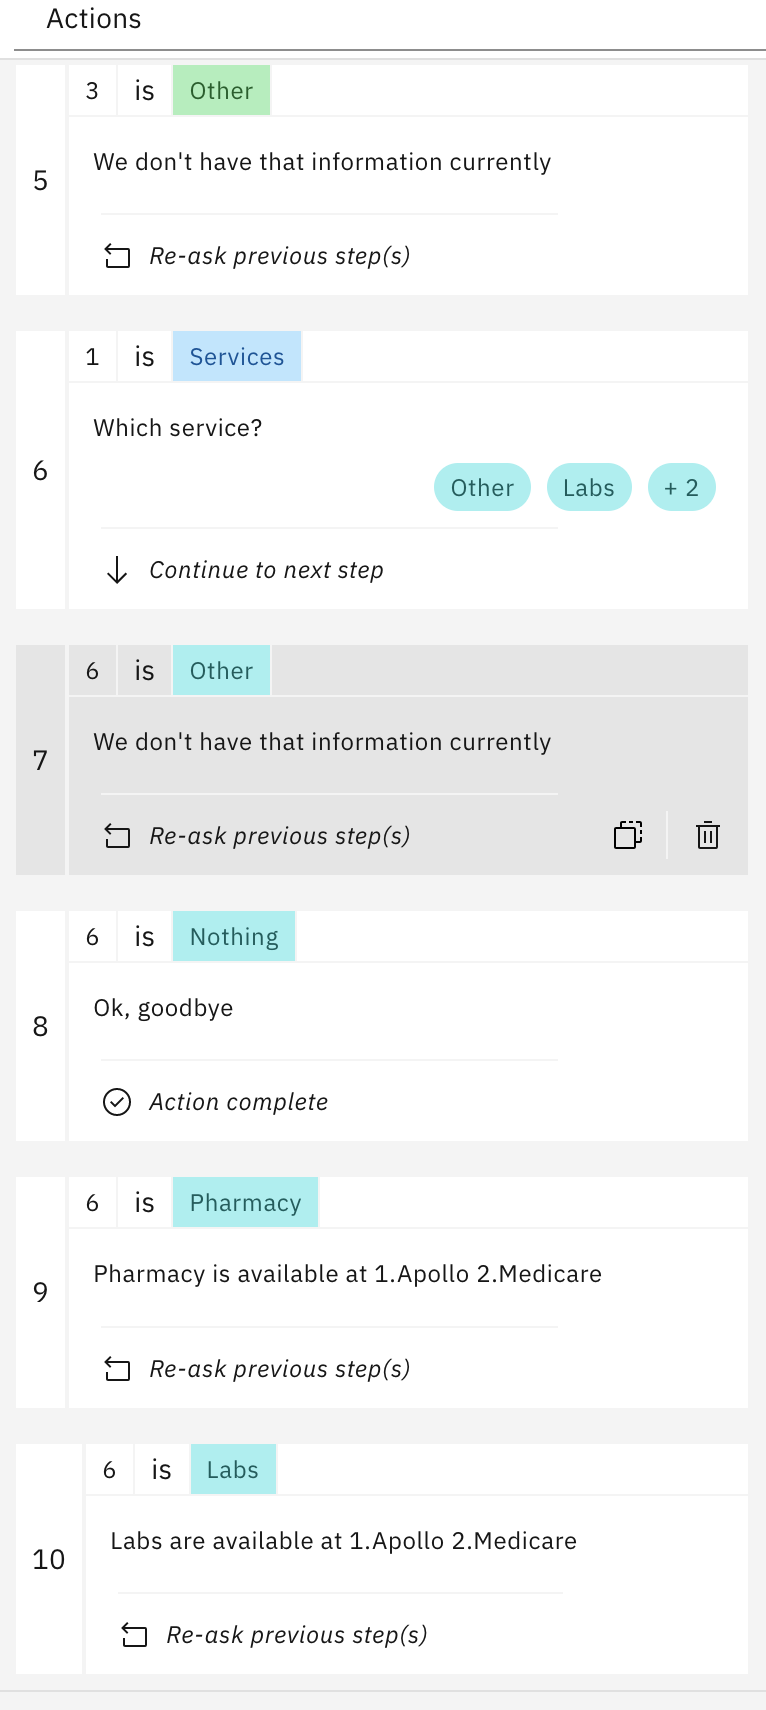 Actions
3 is Other
5
We don't have that information currently
Re-ask previous step(s)
1 is Services
6
Which service?
Other Labs + 2
Continue to next step
6 is Other
7
We don't have that information currently
Re-ask previous step(s)
6 is Nothing
8
Ok, goodbye
Action complete
6 is Pharmacy
9
Pharmacy is available at 1.Apollo 2.Medicare
Re-ask previous step(s)
6 is Labs
10
Labs are available at 1.Apollo 2.Medicare
Re-ask previous step(s)